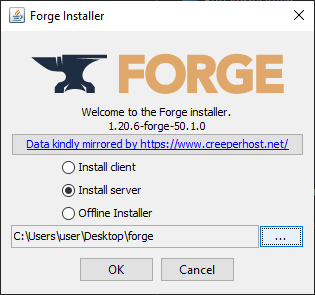 Forge Installer
FORGE
Welcome to the Forge installer.
1.20.6-forge-50.1.0
Data kindly mirrored by https://www.creeperhost.net/
Install client
Install server
Offline Installer
C:\Users\user\Desktop\forge
...
OK
Cancel